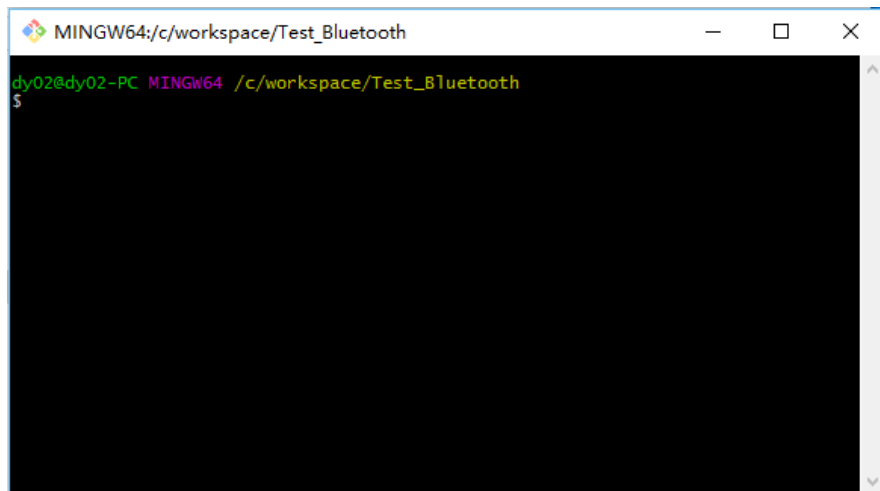 MINGW64:/c/workspace/Test_Bluetooth
dy02@dy02-PC MINGW64 /c/workspace/Test_Bluetooth
$